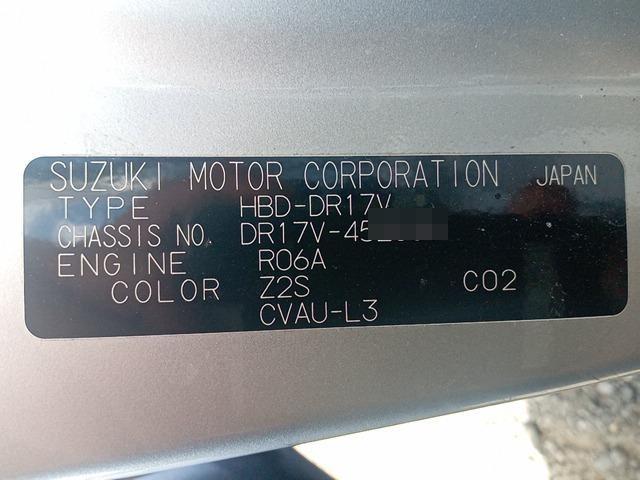 SUZUKI MOTOR CORPORATION JAPAN
TYPE HBD-DR17V
CHASSIS NO. DR17V-45
ENGINE R06A
COLOR Z2S C02
CVAU-L3